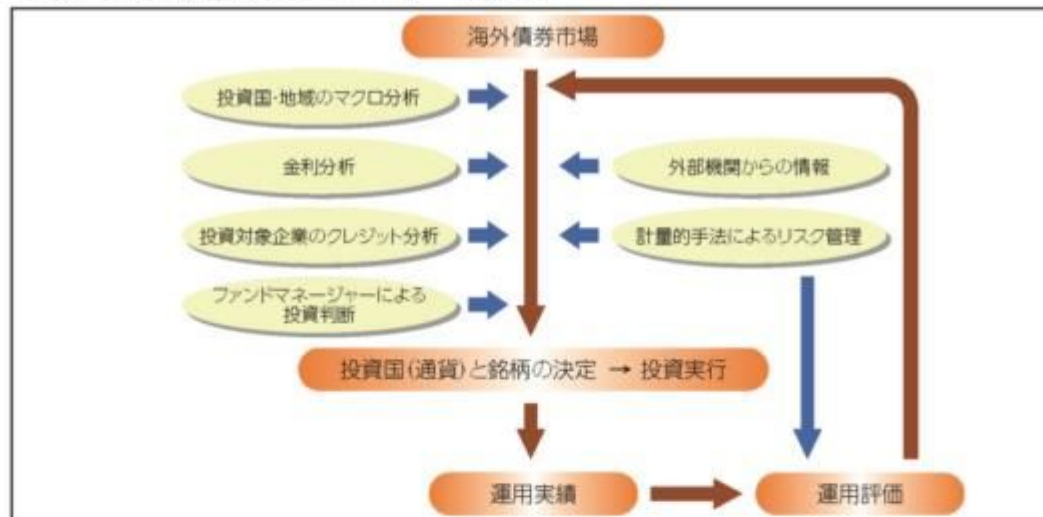 海外債券市場
投資国・地域のマクロ分析
金利分析
外部機関からの情報
投資対象企業のクレジット分析
計量的手法によるリスク管理
ファンドマネージャーによる
投資判断
投資国(通貨)と銘柄の決定 → 投資実行
運用実績
運用評価